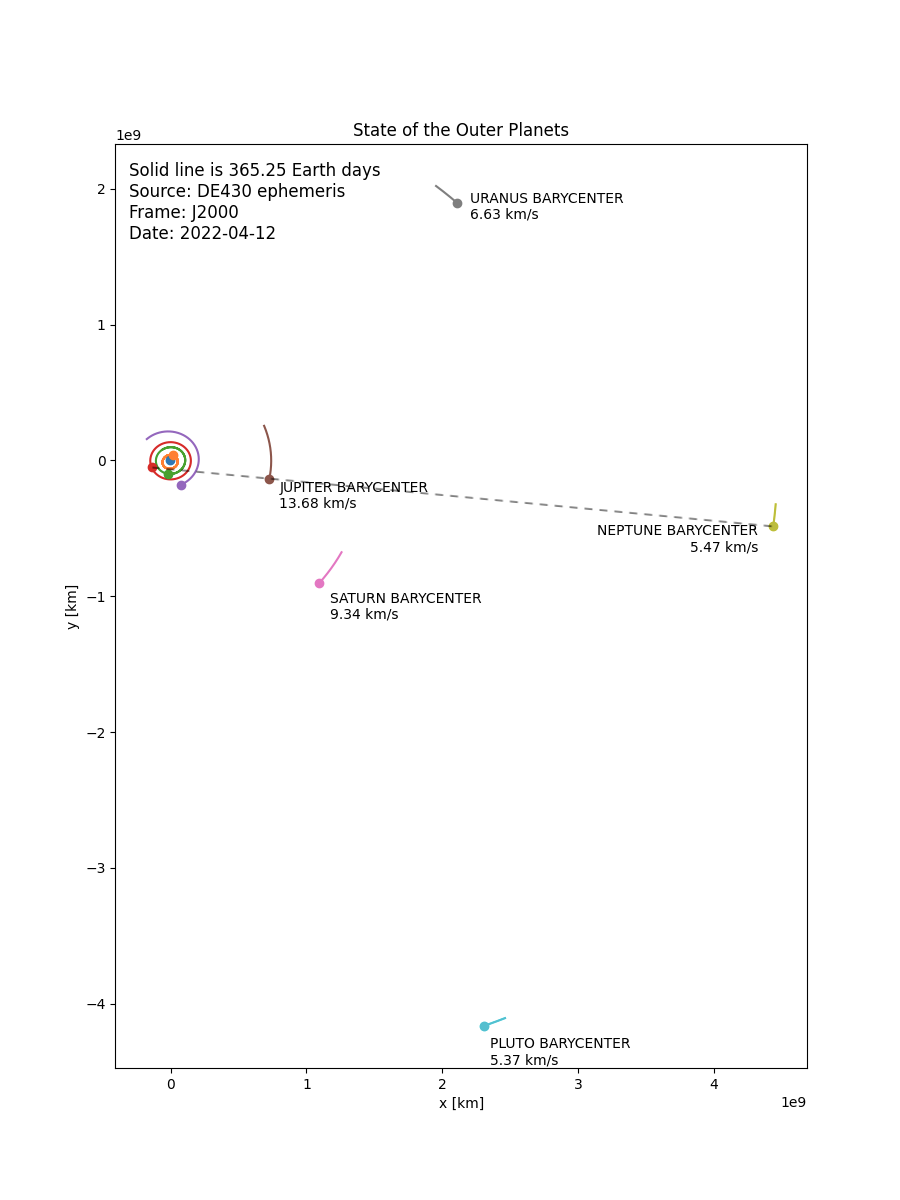 State of the Outer Planets
1e9
Solid line is 365.25 Earth days
Source: DE430 ephemeris
Frame: J2000
Date: 2022-04-12
URANUS BARYCENTER
6.63 km/s
JUPITER BARYCENTER
13.68 km/s
NEPTUNE BARYCENTER
5.47 km/s
SATURN BARYCENTER
9.34 km/s
PLUTO BARYCENTER
5.37 km/s
2
1
0
−1
−2
−3
−4
y [km]
0 1 2 3 4
x [km]
1e9